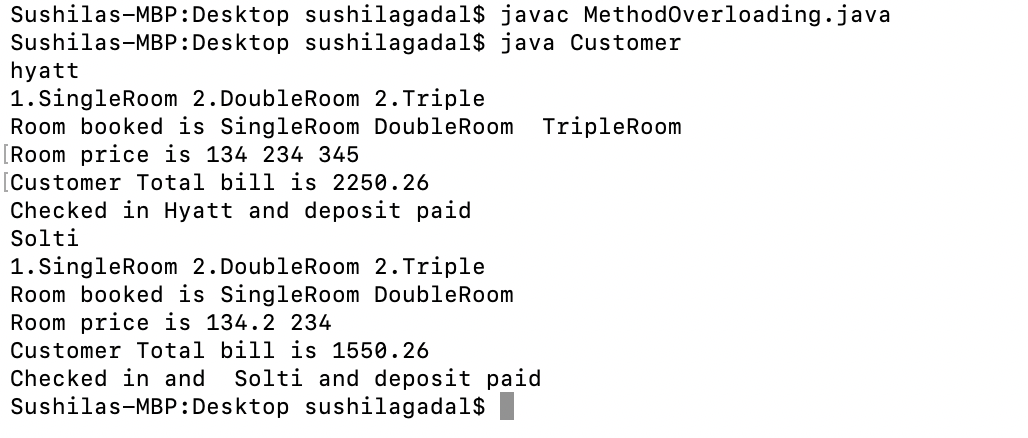 Sushilas-MBP:Desktop sushilagadal$ javac MethodOverloading.java
Sushilas-MBP:Desktop sushilagadal$ java Customer
hyatt
1.SingleRoom 2.DoubleRoom 2.Triple
Room booked is SingleRoom DoubleRoom  TripleRoom
[Room price is 134 234 345
[Customer Total bill is 2250.26
Checked in Hyatt and deposit paid
Solti
1.SingleRoom 2.DoubleRoom 2.Triple
Room booked is SingleRoom DoubleRoom
Room price is 134.2 234
Customer Total bill is 1550.26
Checked in and  Solti and deposit paid
Sushilas-MBP:Desktop sushilagadal$